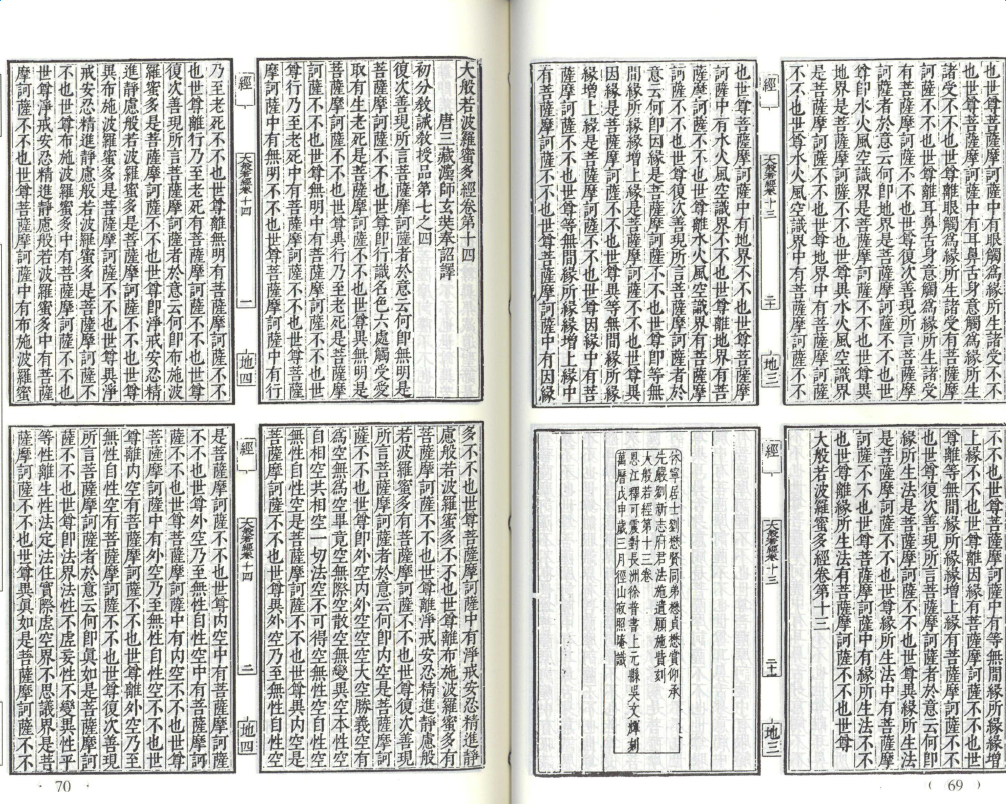 也世尊菩薩摩訶薩中有眼觸爲緣所生諸受不不
也世尊菩薩摩訶薩中有耳鼻舌身意觸爲緣所生
諸受不不也世尊離眼觸爲緣所生諸受有菩薩摩
訶薩不不也世尊離耳鼻舌身意觸爲緣所生諸受
有菩薩摩訶薩不不也世尊復次善現所言菩薩摩
訶薩者於意云何即地界是菩薩摩訶薩不不也世
尊即水火風空識界是菩薩摩訶薩不不也世尊異
地界是菩薩摩訶薩不不也世尊異水火風空識界
是菩薩摩訶薩不不也世尊地界中有菩薩摩訶薩
不不也世尊水火風空識界中有菩薩摩訶薩不不
經 大般若經卷十三 二十 地三
也世尊菩薩摩訶薩中有地界不不也世尊菩薩摩
訶薩中有水火風空識界不不也世尊離地界有菩
薩摩訶薩不不也世尊離水火風空識界有菩薩摩
訶薩不不也世尊復次善現所言菩薩摩訶薩者於
意云何即因緣是菩薩摩訶薩不不也世尊即等無
間緣所緣緣增上緣是菩薩摩訶薩不不也世尊異
因緣是菩薩摩訶薩不不也世尊異等無間緣所緣
緣增上緣是菩薩摩訶薩不不也世尊因緣中有菩
薩摩訶薩不不也世尊等無間緣所緣緣增上緣中
有菩薩摩訶薩不不也世尊菩薩摩訶薩中有因緣
不不也世尊菩薩摩訶薩中有等無間緣所緣緣增
上緣不不也世尊離因緣有菩薩摩訶薩不不也世
尊離等無間緣所緣緣增上緣有菩薩摩訶薩不不
也世尊復次善現所言菩薩摩訶薩者於意云何即
緣所生法是菩薩摩訶薩不不也世尊異緣所生法
是菩薩摩訶薩不不也世尊緣所生法中有菩薩摩
訶薩不不也世尊菩薩摩訶薩中有緣所生法不不
也世尊離緣所生法有菩薩摩訶薩不不也世尊
大般若波羅蜜多經卷第十三
經 大般若經卷十三 二十一 地三
休寧居士劉懋賢同弟懋貞懋賞仰承
先嚴劉新志府君法施遺願施貲刻
大般若經第十三卷
恩江釋可震對長洲徐普書上元縣吳文煇刻
萬曆戊申歲三月徑山寂照庵識
( 69 )
大般若波羅蜜多經卷第十四
唐三藏法師玄奘奉詔譯
初分教誡教授品第七之四
復次善現所言菩薩摩訶薩者於意云何即無明是
菩薩摩訶薩不不也世尊即行識名色六處觸受愛
取有生老死是菩薩摩訶薩不不也世尊異無明是
菩薩摩訶薩不不也世尊異行乃至老死是菩薩摩
訶薩不不也世尊無明中有菩薩摩訶薩不不也世
尊行乃至老死中有菩薩摩訶薩不不也世尊菩薩
摩訶薩中有無明不不也世尊菩薩摩訶薩中有行
經 大般若經卷十四 一 地四
乃至老死不不也世尊離無明有菩薩摩訶薩不不
也世尊離行乃至老死有菩薩摩訶薩不不也世尊
復次善現所言菩薩摩訶薩者於意云何即布施波
羅蜜多是菩薩摩訶薩不不也世尊即淨戒安忍精
進靜慮般若波羅蜜多是菩薩摩訶薩不不也世尊
異布施波羅蜜多是菩薩摩訶薩不不也世尊異淨
戒安忍精進靜慮般若波羅蜜多是菩薩摩訶薩不
不也世尊布施波羅蜜多中有菩薩摩訶薩不不也
世尊淨戒安忍精進靜慮般若波羅蜜多中有菩薩
摩訶薩不不也世尊菩薩摩訶薩中有布施波羅蜜
多不不也世尊菩薩摩訶薩中有淨戒安忍精進靜
慮般若波羅蜜多不不也世尊離布施波羅蜜多有
菩薩摩訶薩不不也世尊離淨戒安忍精進靜慮般
若波羅蜜多有菩薩摩訶薩不不也世尊復次善現
所言菩薩摩訶薩者於意云何即內空是菩薩摩訶
薩不不也世尊即外空內外空空空大空勝義空有
爲空無爲空畢竟空無際空散空無變異空本性空
自相空共相空一切法空不可得空無性空自性空
無性自性空是菩薩摩訶薩不不也世尊異內空是
菩薩摩訶薩不不也世尊異外空乃至無性自性空
經 大般若經卷十四 二 地四
是菩薩摩訶薩不不也世尊內空中有菩薩摩訶薩
不不也世尊外空乃至無性自性空中有菩薩摩訶
薩不不也世尊菩薩摩訶薩中有內空不不也世尊
菩薩摩訶薩中有外空乃至無性自性空不不也世
尊離內空有菩薩摩訶薩不不也世尊離外空乃至
無性自性空有菩薩摩訶薩不不也世尊復次善現
所言菩薩摩訶薩者於意云何即真如是菩薩摩訶
薩不不也世尊即法界法性不虛妄性不變異性平
等性離生性法定法住實際虛空界不思議界是菩
薩摩訶薩不不也世尊異真如是菩薩摩訶薩不不
· 70 ·